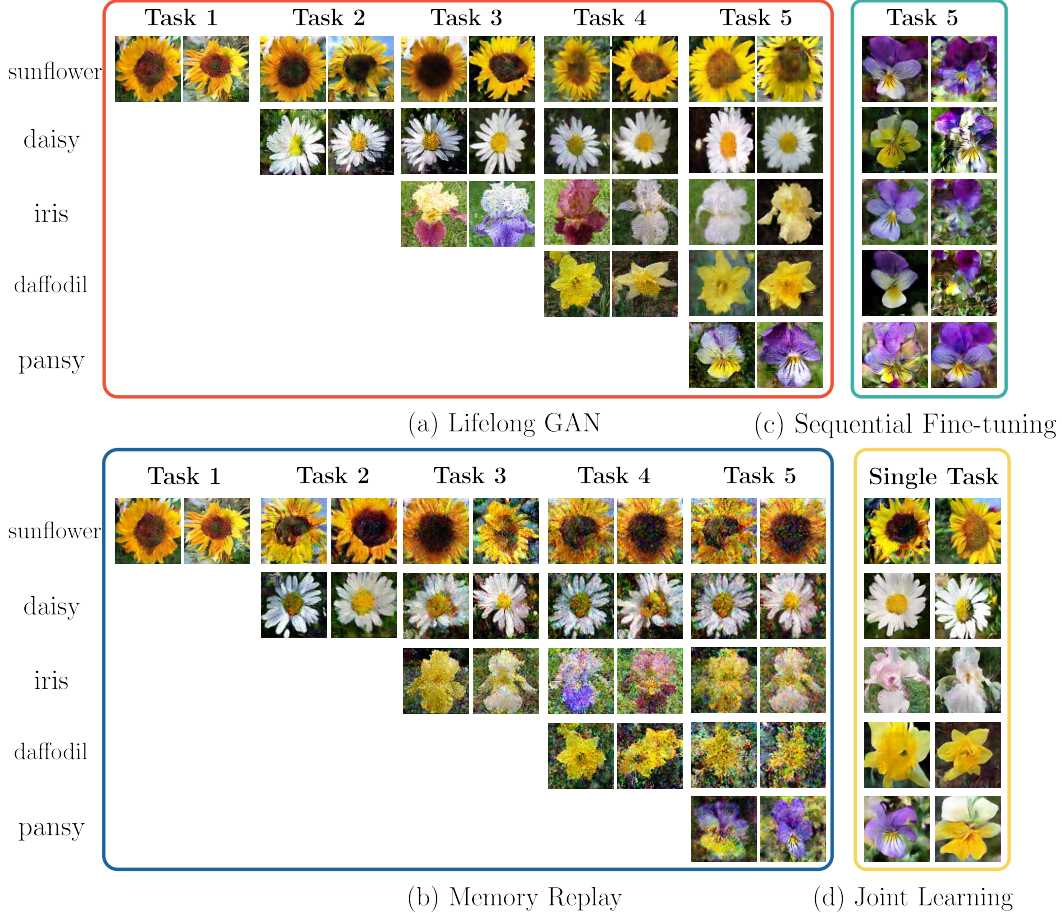 Task 1 Task 2 Task 3 Task 4 Task 5 Task 5
sunflower
daisy
iris
daffodil
pansy
(a) Lifelong GAN (c) Sequential Fine-tuning
Task 1 Task 2 Task 3 Task 4 Task 5 Single Task
sunflower
daisy
iris
daffodil
pansy
(b) Memory Replay (d) Joint Learning